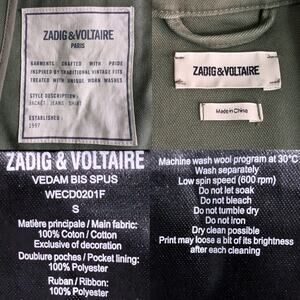 ZADIG&VOLTAIRE
PARIS
GARMENTS CRAFTED WITH PRIDE
INSPIRED BY TRADITIONAL VINTAGE FITS
TREATED WITH UNIQUE WORN WASHES
STYLE DESCRIPTION:
JACKET - JEANS - SHIRT
ESTABLISHED
1997
ZADIG&VOLTAIRE
Made in China
ZADIG & VOLTAIRE
VEDAM BIS SPUS
WECD0201F
S
Matière principale / Main fabric:
100% Coton / Cotton
Exclusive of decoration
Doublure poches / Pocket lining:
100% Polyester
Ruban / Ribbon:
100% Polyester
Machine wash wool program at 30°C
Wash separately
Low spin speed (600 rpm)
Do not let soak
Do not bleach
Do not tumble dry
Do not iron
Dry clean possible
Print may loose a bit of its brightness
after each cleaning